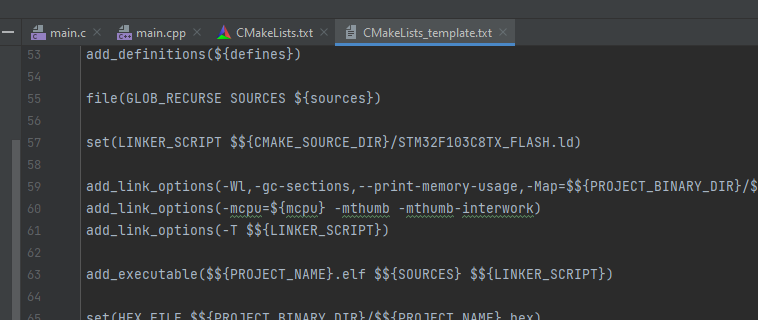 main.c main.cpp CMakeLists.txt CMakeLists_template.txt
53 add_definitions(${defines})
54
55 file(GLOB_RECURSE SOURCES ${sources})
56
57 set(LINKER_SCRIPT $${CMAKE_SOURCE_DIR}/STM32F103C8TX_FLASH.ld)
58
59 add_link_options(-Wl,-gc-sections,--print-memory-usage,-Map=$${PROJECT_BINARY_DIR}/$
60 add_link_options(-mcpu=${mcpu} -mthumb -mthumb-interwork)
61 add_link_options(-T $${LINKER_SCRIPT})
62
63 add_executable($${PROJECT_NAME}.elf $${SOURCES} $${LINKER_SCRIPT})
64
65 set(HEX_FILE $${PROJECT_BINARY_DIR}/$${PROJECT_NAME}.hex)